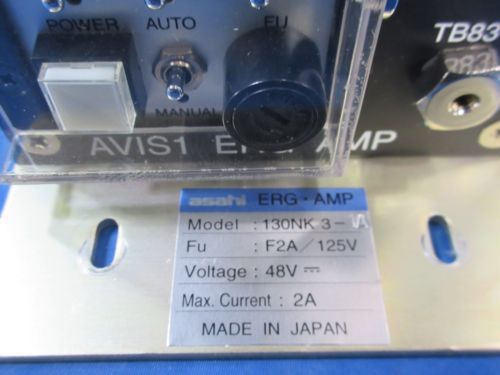 POWER AUTO FU
TB83
MANUAL
AVIS1 ERG AMP
asahi ERG・AMP
Model : 130NK 3-
Fu : F2A/125V
Voltage : 48V⎓
Max. Current : 2A
MADE IN JAPAN